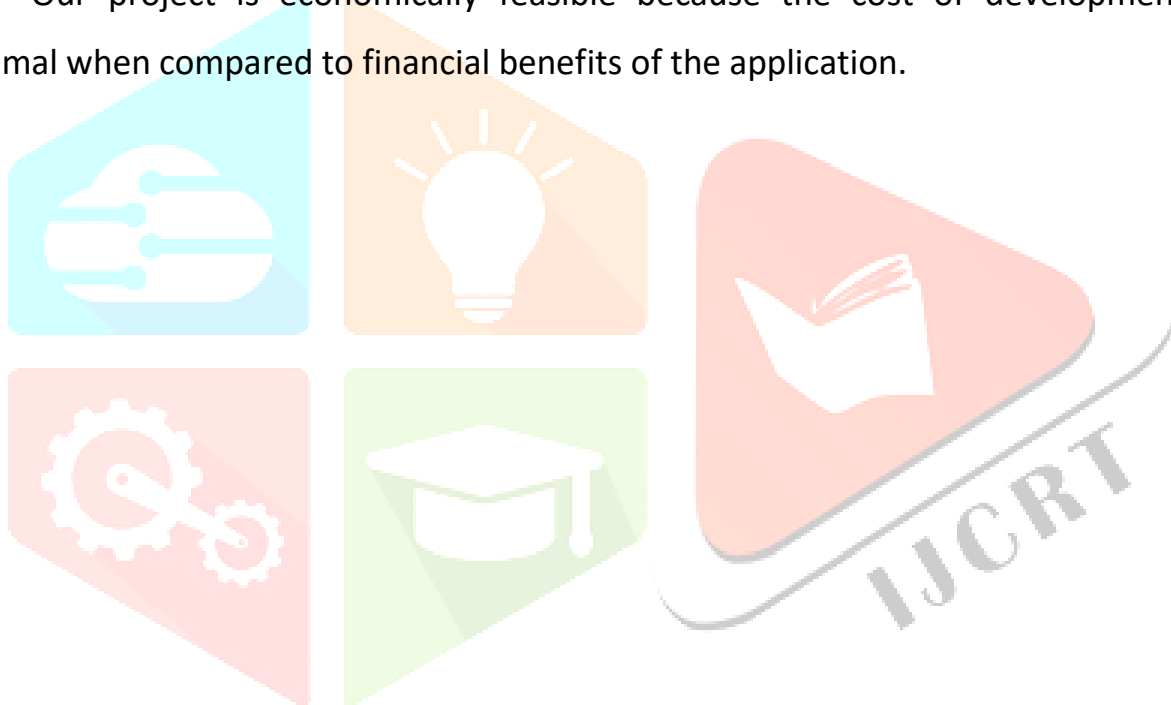 Our project is economically feasible because the cost of developmen
mal when compared to financial benefits of the application.
IJCRT